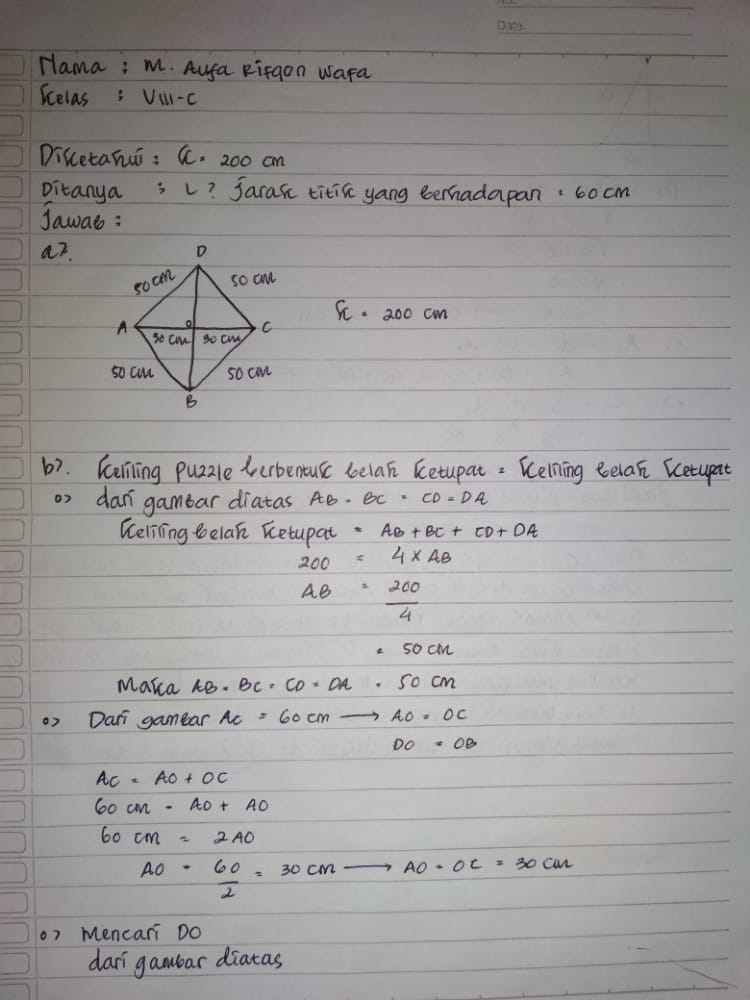 No.
Date.
Nama : M. Aufa Rifqon Wafa
Kelas : VIII-C
Diketahui : K = 200 cm
Ditanya : L ? Jarak titik yang berhadapan = 60 cm
Jawab :
a).
D
50 cm 50 cm
A O C K = 200 cm
30 cm 30 cm
50 cm 50 cm
B
b). Keliling Puzzle berbentuk belah ketupat = Keliling belah ketupat
o> dari gambar diatas AB = BC = CD = DA
Keliling belah ketupat = AB + BC + CD + DA
200 = 4 × AB
AB = 200
4
= 50 cm
Maka AB = BC = CD = DA = 50 cm
o> Dari gambar AC = 60 cm → AO = OC
DO = OB
AC = AO + OC
60 cm = AO + AO
60 cm = 2AO
AO = 60/2 = 30 cm → AO = OC = 30 cm
o> Mencari DO
dari gambar diatas